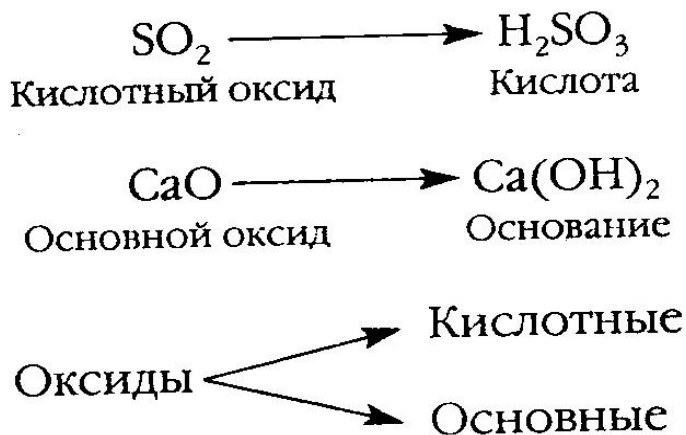 SO₂ → H₂SO₃
Кислотный оксид Кислота
CaO → Ca(OH)₂
Основной оксид Основание
Кислотные
Оксиды
Основные